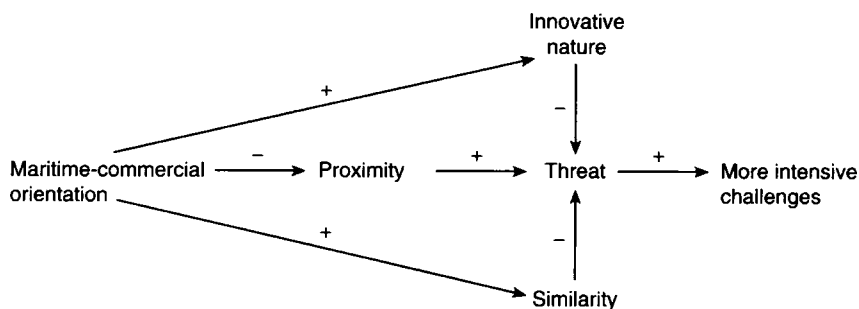 Innovative
nature
+
−
Maritime-commercial − Proximity + Threat + More intensive
orientation challenges
+
−
Similarity